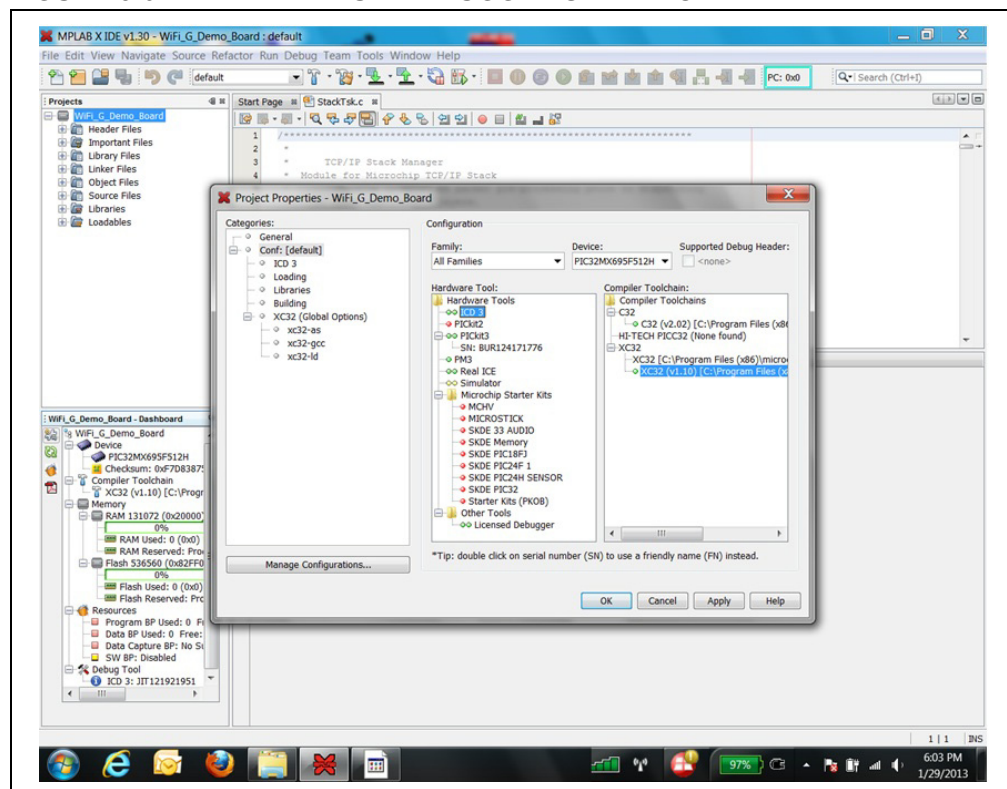 MPLAB X IDE v1.30 - WiFi_G_Demo_Board : default
File Edit View Navigate Source Refactor Run Debug Team Tools Window Help
default
PC: 0x0
Search (Ctrl+I)
Projects
WiFi_G_Demo_Board
Header Files
Important Files
Library Files
Linker Files
Object Files
Source Files
Libraries
Loadables
Start Page
StackTsk.c
1 /****************************************************************
2 *
3 * TCP/IP Stack Manager
4 * Module for Microchip TCP/IP Stack
Project Properties - WiFi_G_Demo_Board
Categories:
General
Conf: [default]
ICD 3
Loading
Libraries
Building
XC32 (Global Options)
xc32-as
xc32-gcc
xc32-ld
Manage Configurations...
Configuration
Family:
All Families
Device:
PIC32MX695F512H
Supported Debug Header:
<none>
Hardware Tool:
Hardware Tools
ICD 3
PICkit2
PICkit3
SN: BUR124171776
PM3
Real ICE
Simulator
Microchip Starter Kits
MCHV
MICROSTICK
SKDE 33 AUDIO
SKDE Memory
SKDE PIC18FJ
SKDE PIC24F 1
SKDE PIC24H SENSOR
SKDE PIC32
Starter Kits (PKOB)
Other Tools
Licensed Debugger
Compiler Toolchain:
Compiler Toolchains
C32
C32 (v2.02) [C:\Program Files (x8
HI-TECH PICC32 (None found)
XC32
XC32 [C:\Program Files (x86)\micro
XC32 (v1.10) [C:\Program Files (x
*Tip: double click on serial number (SN) to use a friendly name (FN) instead.
OK Cancel Apply Help
WiFi_G_Demo_Board - Dashboard
WiFi_G_Demo_Board
Device
PIC32MX695F512H
Checksum: 0xF7D8387
Compiler Toolchain
XC32 (v1.10) [C:\Progr
Memory
RAM 131072 (0x20000)
0%
RAM Used: 0 (0x0)
RAM Reserved: Pro
Flash 536560 (0x82FF0
0%
Flash Used: 0 (0x0)
Flash Reserved: Prc
Resources
Program BP Used: 0 F
Data BP Used: 0 Free:
Data Capture BP: No Su
SW BP: Disabled
Debug Tool
ICD 3: JIT121921951
1 | 1 INS
97%
6:03 PM
1/29/2013